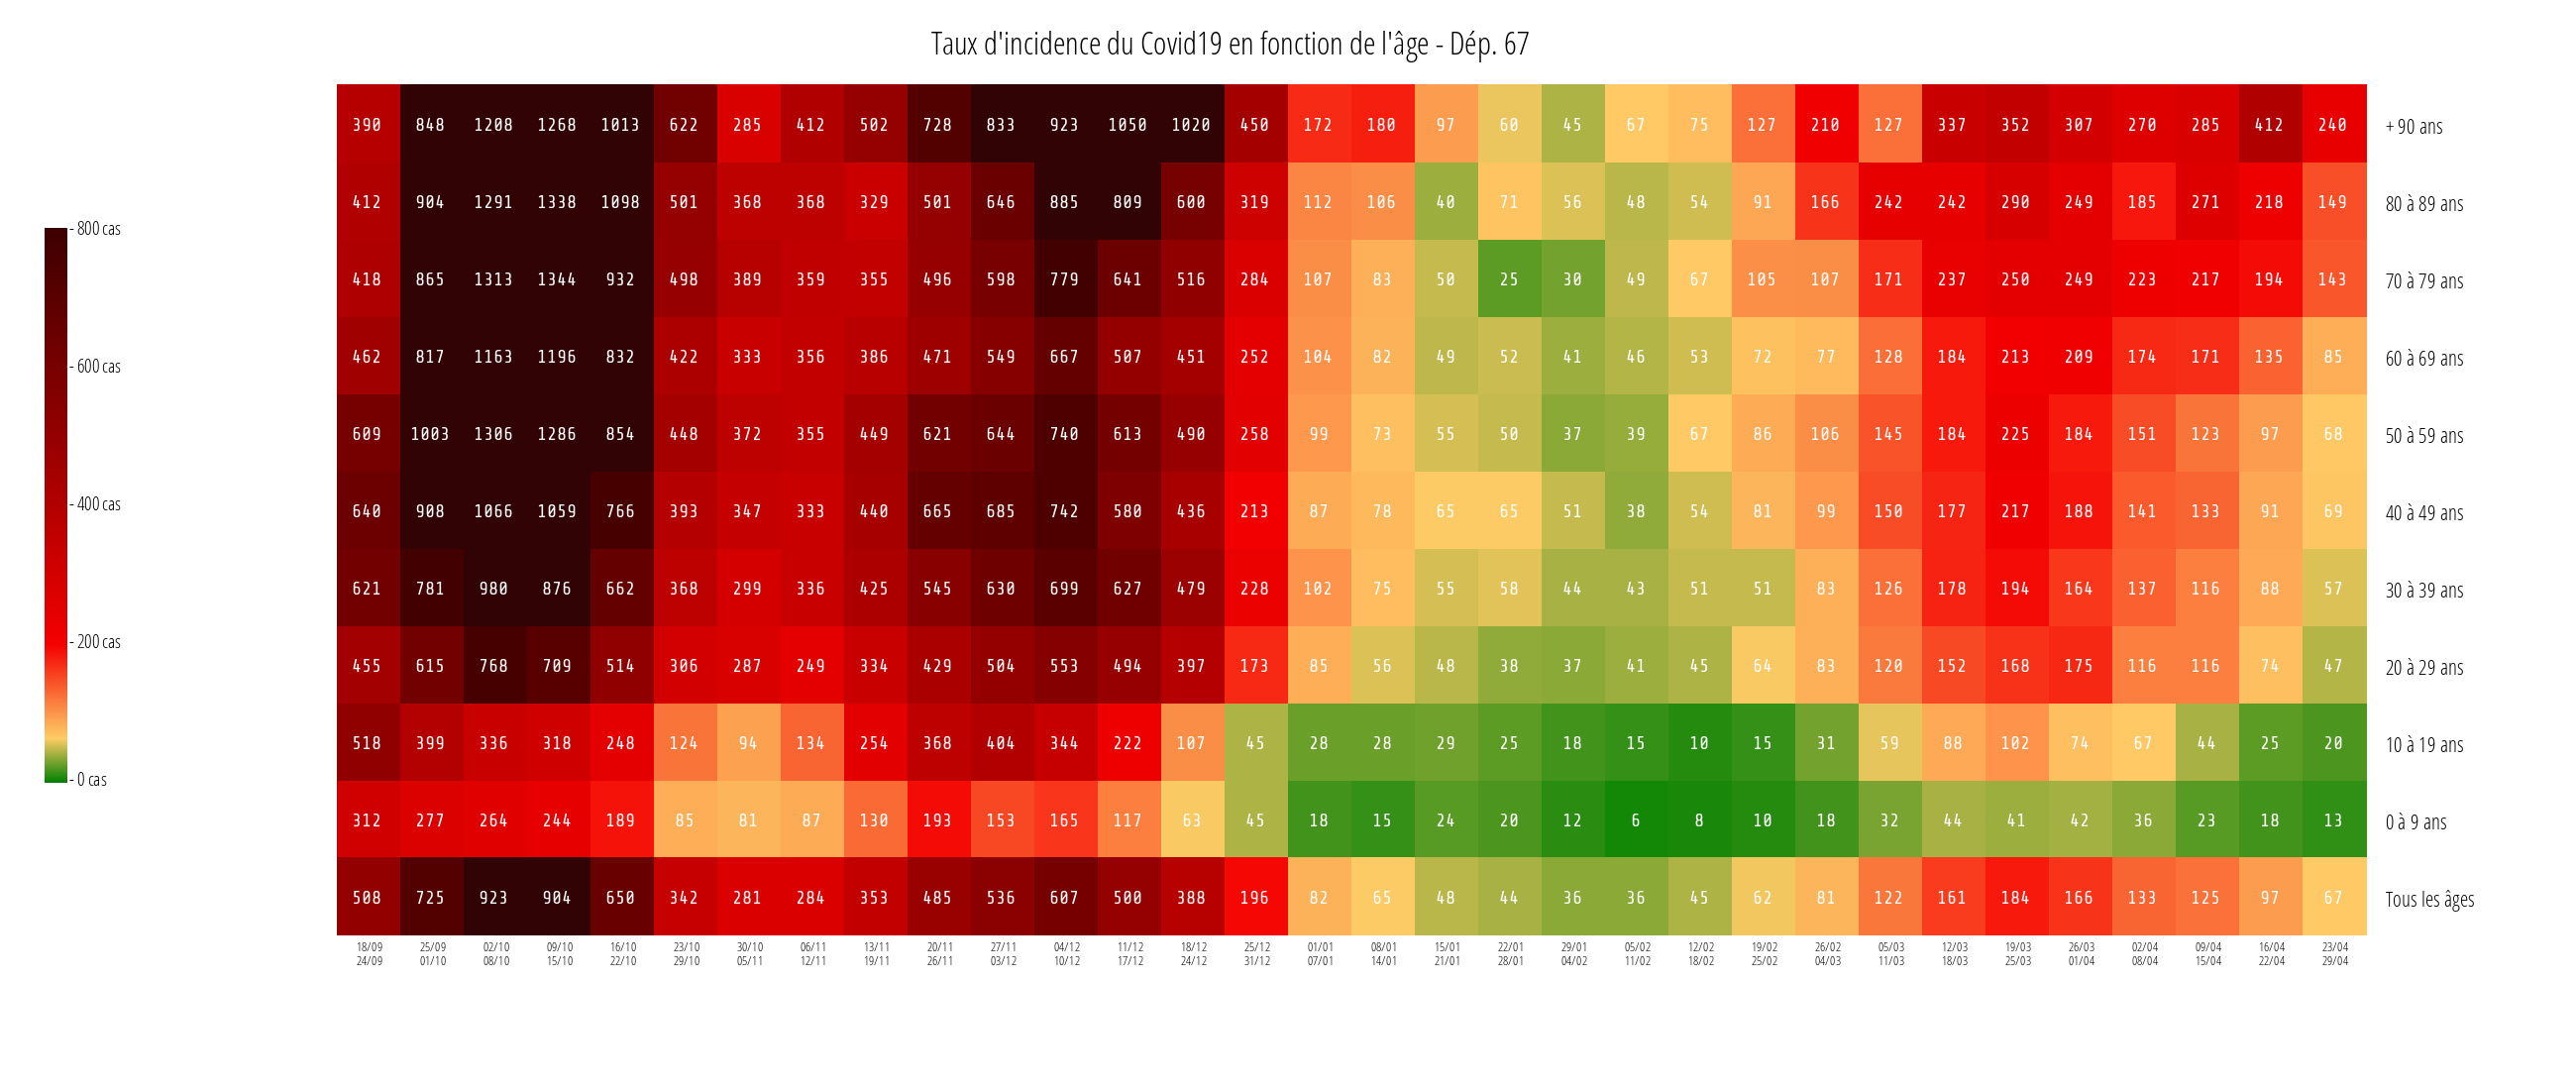 Taux d'incidence du Covid19 en fonction de l'âge - Dép. 67
- 800 cas
- 600 cas
- 400 cas
- 200 cas
- 0 cas
390 848 1208 1268 1013 622 285 412 502 728 833 923 1050 1020 450 172 180 97 60 45 67 75 127 210 127 337 352 307 270 285 412 240 + 90 ans
412 904 1291 1338 1098 501 368 368 329 501 646 885 809 600 319 112 106 40 71 56 48 54 91 166 242 242 290 249 185 271 218 149 80 à 89 ans
418 865 1313 1344 932 498 389 359 355 496 598 779 641 516 284 107 83 50 25 30 49 67 105 107 171 237 250 249 223 217 194 143 70 à 79 ans
462 817 1163 1196 832 422 333 356 386 471 549 667 507 451 252 104 82 49 52 41 46 53 72 77 128 184 213 209 174 171 135 85 60 à 69 ans
609 1003 1306 1286 854 448 372 355 449 621 644 740 613 490 258 99 73 55 50 37 39 67 86 106 145 184 225 184 151 123 97 68 50 à 59 ans
640 908 1066 1059 766 393 347 333 440 665 685 742 580 436 213 87 78 65 65 51 38 54 81 99 150 177 217 188 141 133 91 69 40 à 49 ans
621 781 980 876 662 368 299 336 425 545 630 699 627 479 228 102 75 55 58 44 43 51 51 83 126 178 194 164 137 116 88 57 30 à 39 ans
455 615 768 709 514 306 287 249 334 429 504 553 494 397 173 85 56 48 38 37 41 45 64 83 120 152 168 175 116 116 74 47 20 à 29 ans
518 399 336 318 248 124 94 134 254 368 404 344 222 107 45 28 28 29 25 18 15 10 15 31 59 88 102 74 67 44 25 20 10 à 19 ans
312 277 264 244 189 85 81 87 130 193 153 165 117 63 45 18 15 24 20 12 6 8 10 18 32 44 41 42 36 23 18 13 0 à 9 ans
508 725 923 904 650 342 281 284 353 485 536 607 500 388 196 82 65 48 44 36 36 45 62 81 122 161 184 166 133 125 97 67 Tous les âges
18/09 25/09 02/10 09/10 16/10 23/10 30/10 06/11 13/11 20/11 27/11 04/12 11/12 18/12 25/12 01/01 08/01 15/01 22/01 29/01 05/02 12/02 19/02 26/02 05/03 12/03 19/03 26/03 02/04 09/04 16/04 23/04
24/09 01/10 08/10 15/10 22/10 29/10 05/11 12/11 19/11 26/11 03/12 10/12 17/12 24/12 31/12 07/01 14/01 21/01 28/01 04/02 11/02 18/02 25/02 04/03 11/03 18/03 25/03 01/04 08/04 15/04 22/04 29/04